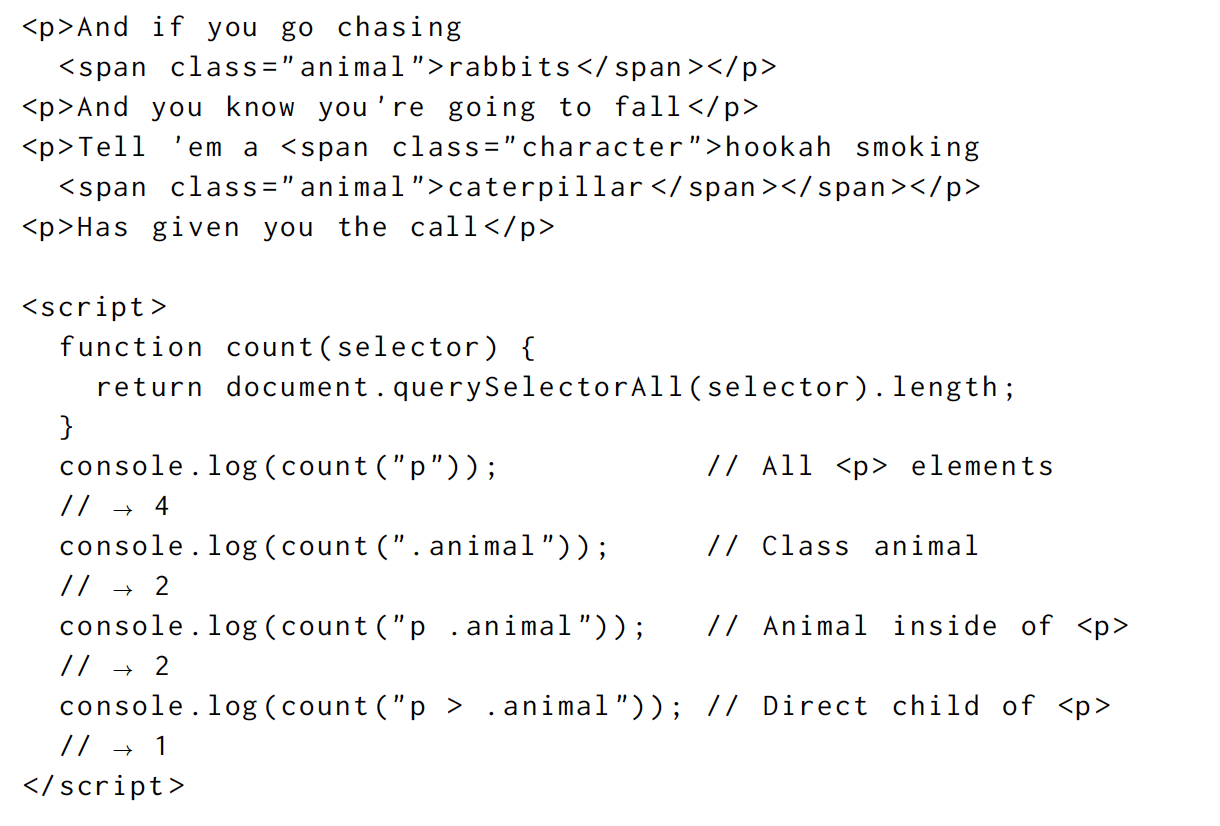 <p>And if you go chasing
  <span class="animal">rabbits</span></p>
<p>And you know you're going to fall</p>
<p>Tell 'em a <span class="character">hookah smoking
  <span class="animal">caterpillar</span></span></p>
<p>Has given you the call</p>

<script>
  function count(selector) {
    return document.querySelectorAll(selector).length;
  }
  console.log(count("p"));           // All <p> elements
  // → 4
  console.log(count(".animal"));     // Class animal
  // → 2
  console.log(count("p .animal"));   // Animal inside of <p>
  // → 2
  console.log(count("p > .animal")); // Direct child of <p>
  // → 1
</script>